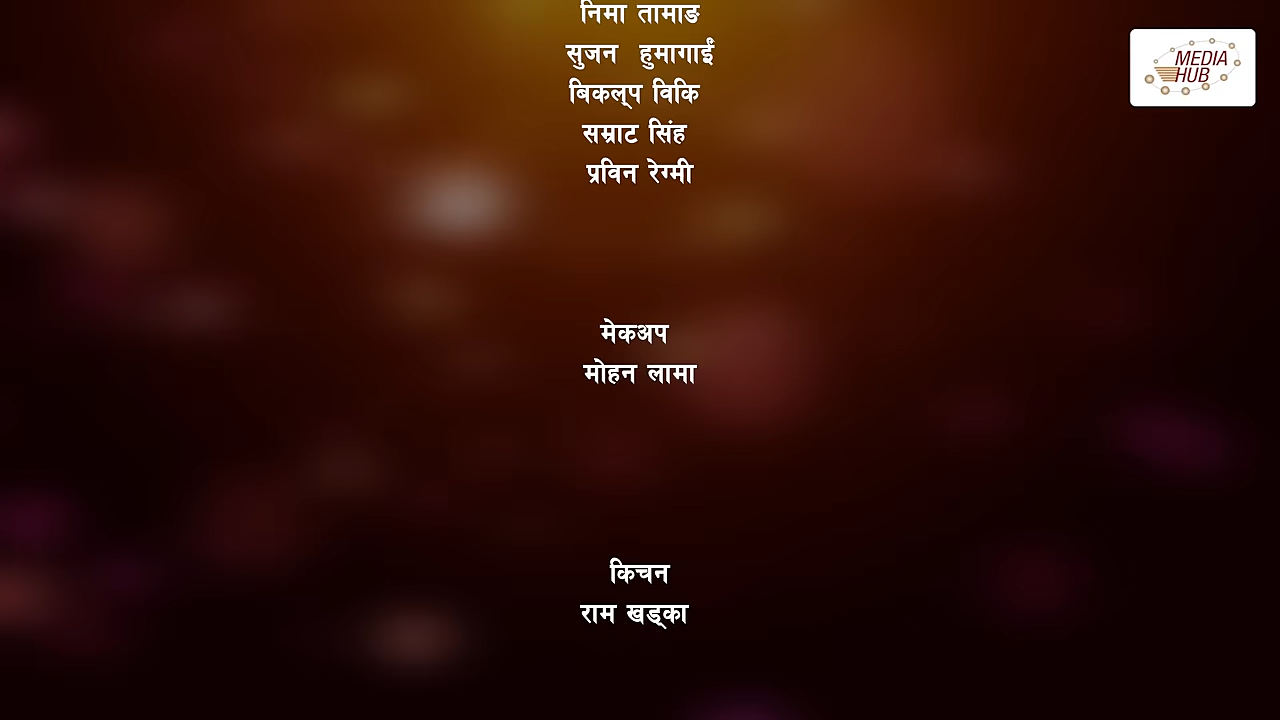 निमा तामाङ
सुजन हुमागाईं
बिकल्प विकि
सम्राट सिंह
प्रविन रेग्मी
मेकअप
मोहन लामा
किचन
राम खड्का
MEDIA
HUB